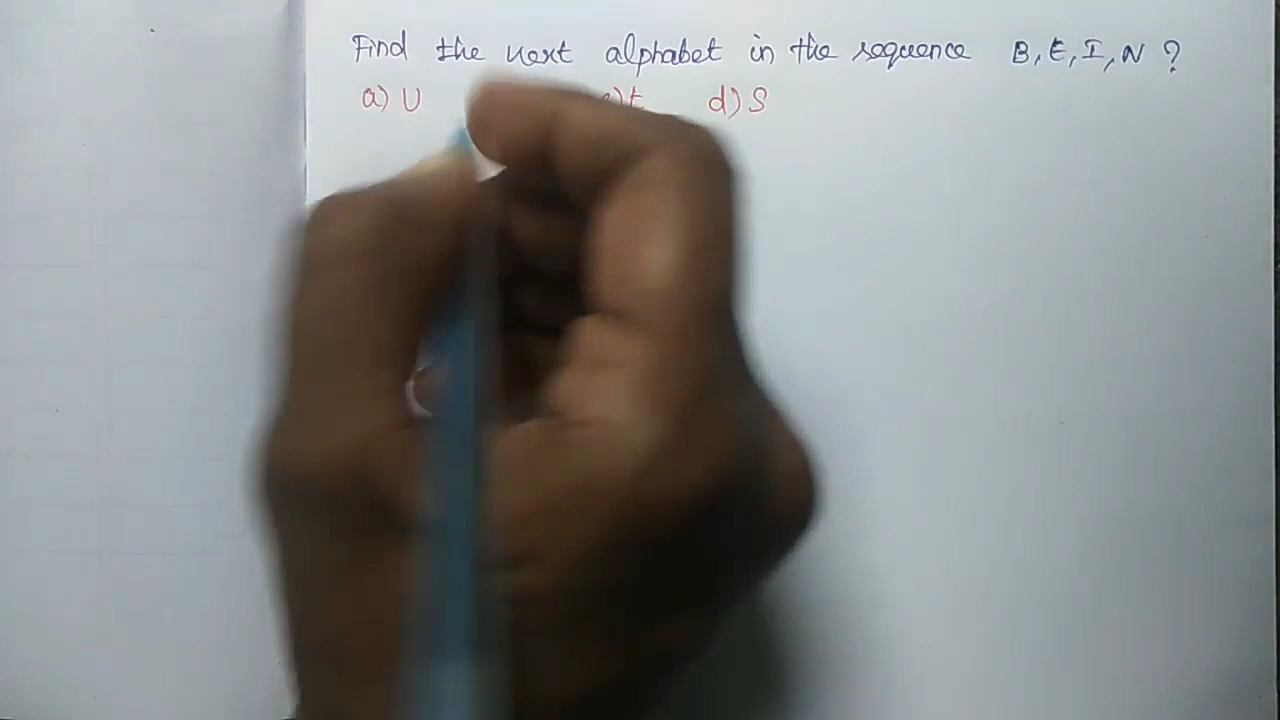 Find the next alphabet in the sequence B, E, I, N ?
a) U d) S